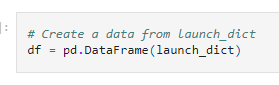 ]:
# Create a data from launch_dict
df = pd.DataFrame(launch_dict)